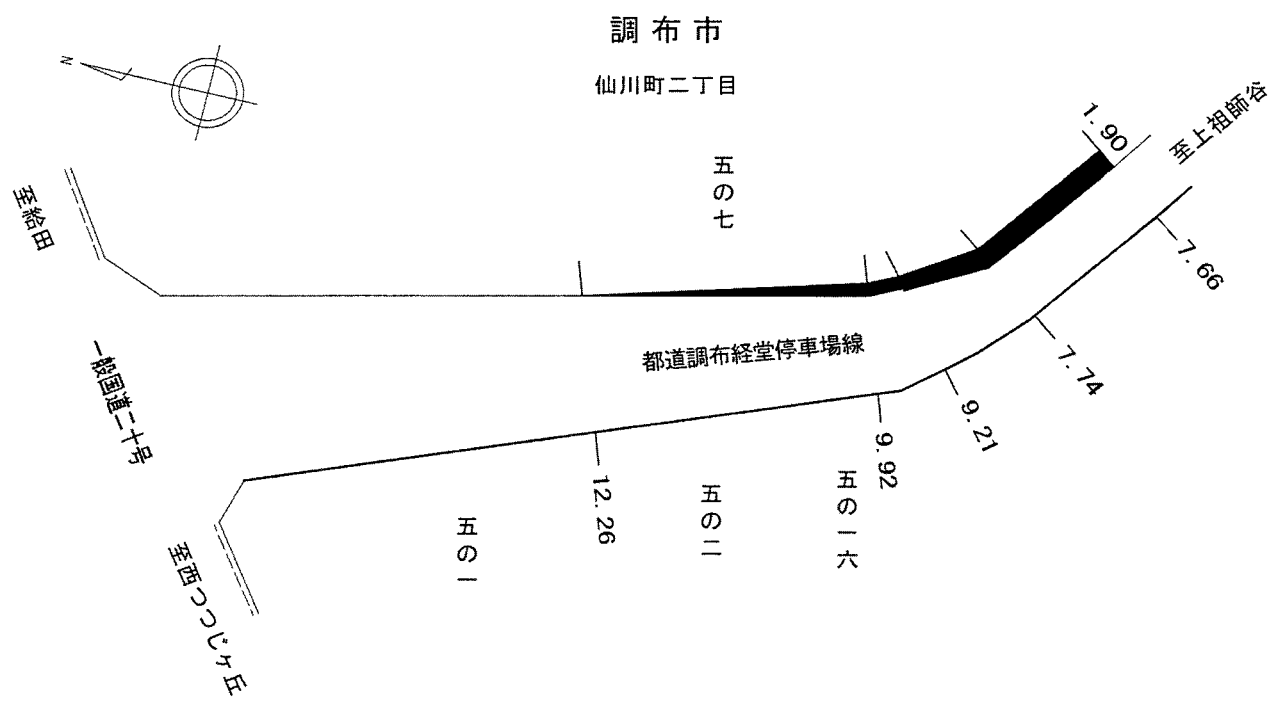 調布市
仙川町二丁目
N
1.90
至上祖師谷
五の七
至給田
7.66
都道調布経堂停車場線
7.74
一般国道二十号
9.21
9.92
12.26
五の一六
五の二
五の一
至西つつじヶ丘